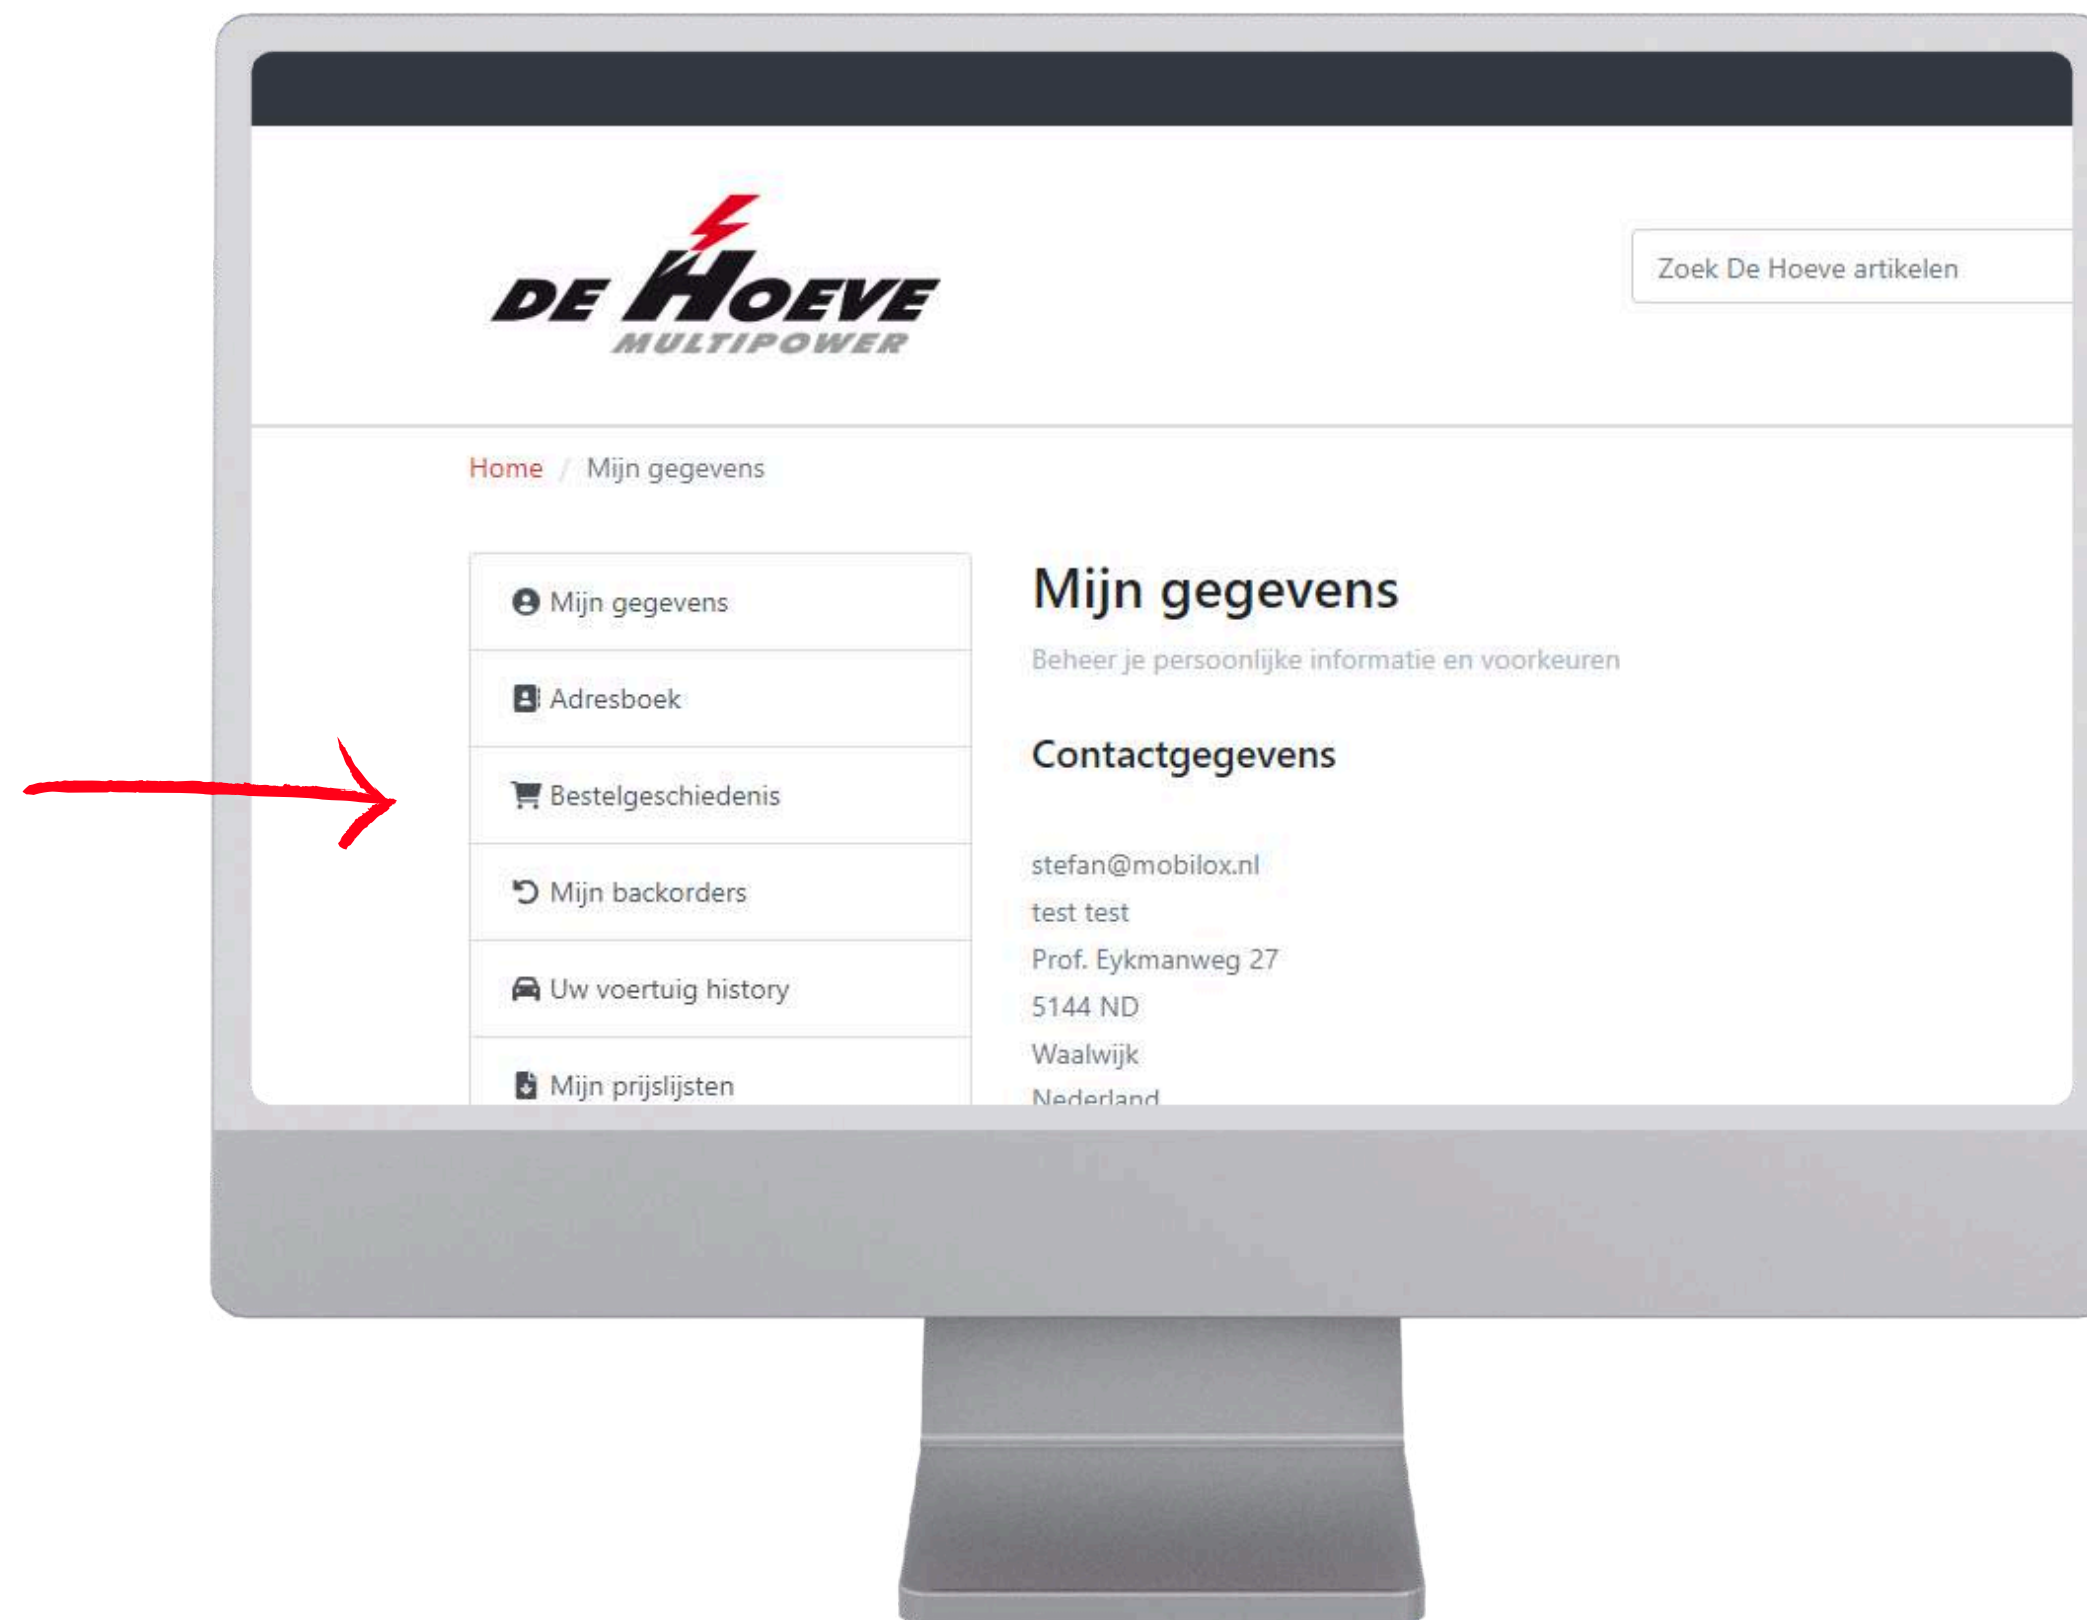 DE HOEVE
MULTIPOWER
Zoek De Hoeve artikelen
Home / Mijn gegevens
Mijn gegevens
Adresboek
Bestelgeschiedenis
Mijn backorders
Uw voertuig history
Mijn prijslijsten
Mijn gegevens
Beheer je persoonlijke informatie en voorkeuren
Contactgegevens
stefan@mobilox.nl
test test
Prof. Eykmanweg 27
5144 ND
Waalwijk
Nederland